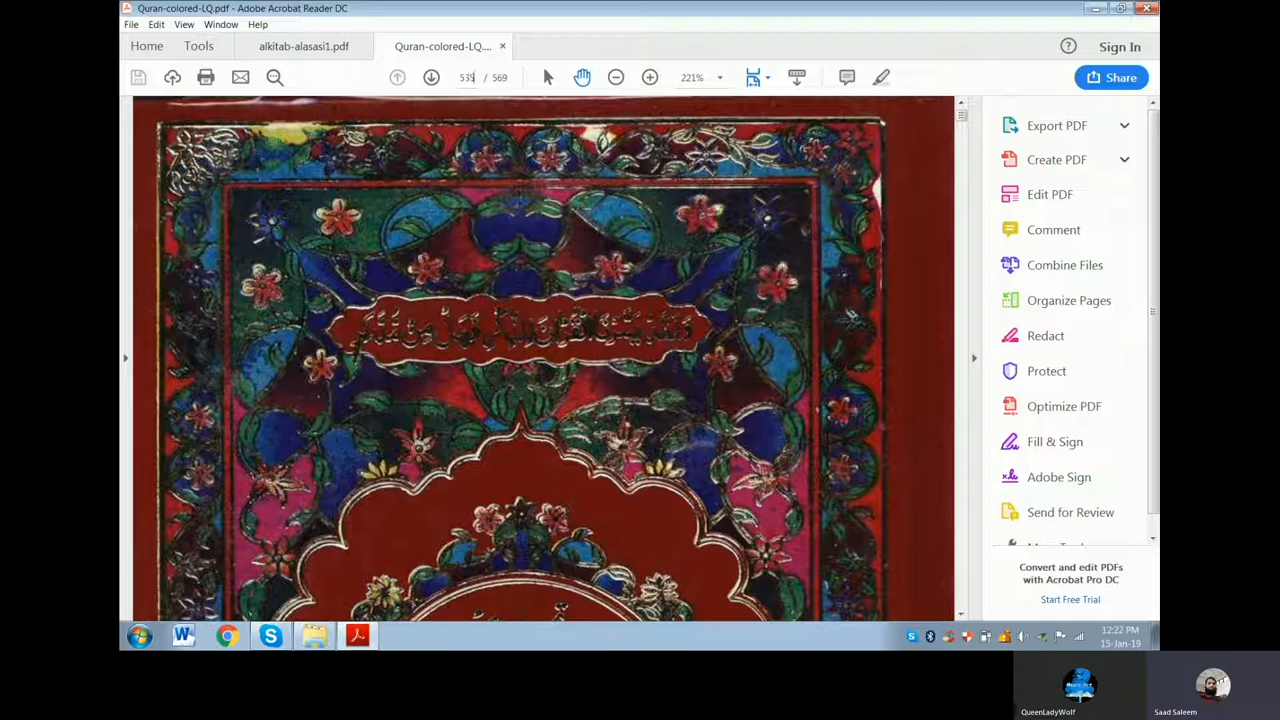 Quran-colored-LQ.pdf - Adobe Acrobat Reader DC
File Edit View Window Help
Home Tools alkitab-alasasi1.pdf Quran-colored-LQ.... × Sign In
535 / 569 221% Share
Export PDF
Create PDF
Edit PDF
Comment
Combine Files
Organize Pages
Redact
Protect
Optimize PDF
Fill & Sign
Adobe Sign
Send for Review
Convert and edit PDFs
with Acrobat Pro DC
Start Free Trial
12:22 PM
15-Jan-19
QueenLadyWolf Saad Saleem